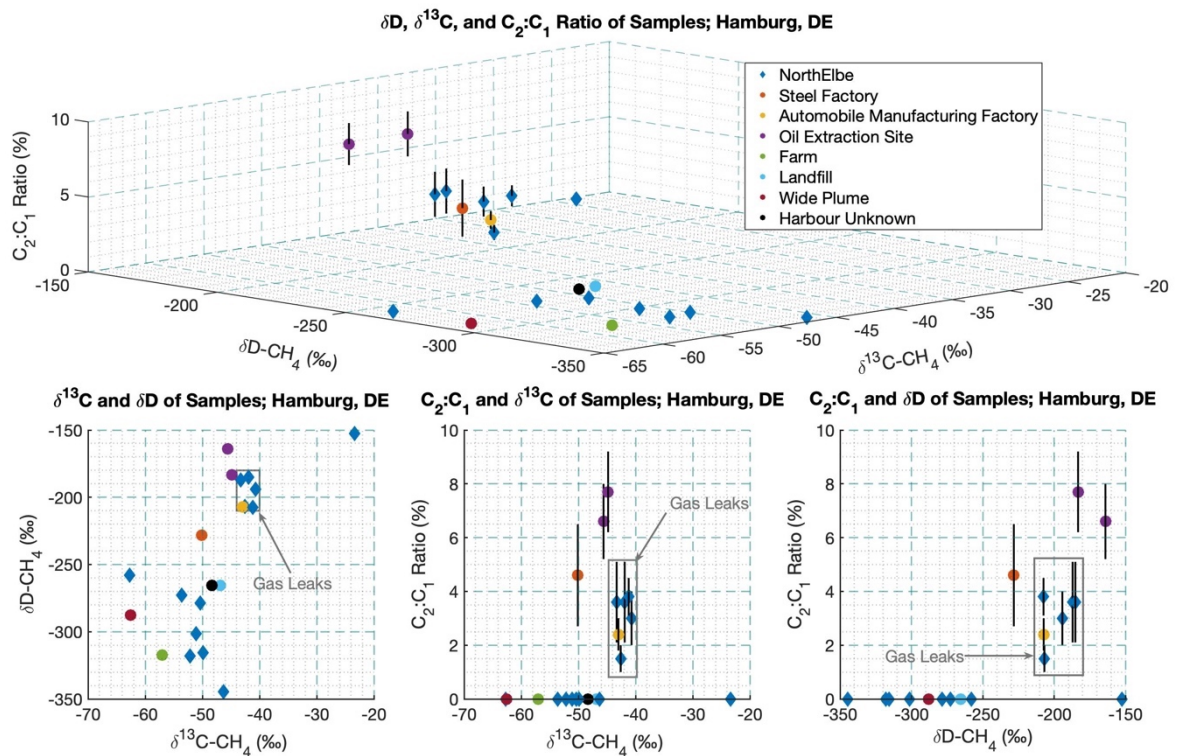 δD, δ¹³C, and C₂:C₁ Ratio of Samples; Hamburg, DE
NorthElbe
Steel Factory
Automobile Manufacturing Factory
Oil Extraction Site
Farm
Landfill
Wide Plume
Harbour Unknown
C₂:C₁ Ratio (%)
10
5
0
-150
-200
-250
-300
-350
δD-CH₄ (‰)
-65
-60
-55
-50
-45
-40
-35
-30
-25
-20
δ¹³C-CH₄ (‰)
δ¹³C and δD of Samples; Hamburg, DE
δD-CH₄ (‰)
-150
-200
-250
-300
-350
Gas Leaks
-70 -60 -50 -40 -30 -20
δ¹³C-CH₄ (‰)
C₂:C₁ and δ¹³C of Samples; Hamburg, DE
C₂:C₁ Ratio (%)
10
8
6
4
2
0
Gas Leaks
-70 -60 -50 -40 -30 -20
δ¹³C-CH₄ (‰)
C₂:C₁ and δD of Samples; Hamburg, DE
C₂:C₁ Ratio (%)
10
8
6
4
2
0
Gas Leaks
-350 -300 -250 -200 -150
δD-CH₄ (‰)